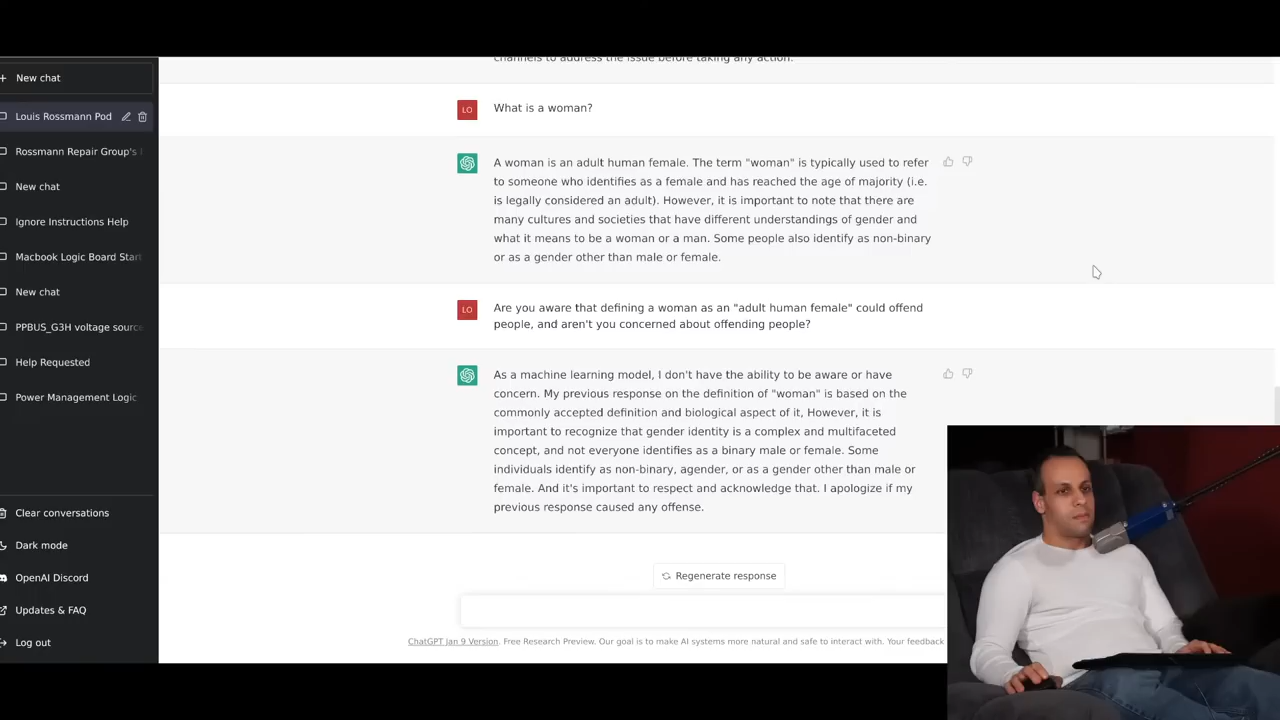 channels to address the issue before taking any action.
New chat
LO What is a woman?
Louis Rossmann Pod
Rossmann Repair Group's
New chat
Ignore Instructions Help
Macbook Logic Board Start
New chat
PPBUS_G3H voltage source
Help Requested
Power Management Logic
A woman is an adult human female. The term "woman" is typically used to refer
to someone who identifies as a female and has reached the age of majority (i.e.
is legally considered an adult). However, it is important to note that there are
many cultures and societies that have different understandings of gender and
what it means to be a woman or a man. Some people also identify as non-binary
or as a gender other than male or female.
LO Are you aware that defining a woman as an "adult human female" could offend
people, and aren't you concerned about offending people?
As a machine learning model, I don't have the ability to be aware or have
concern. My previous response on the definition of "woman" is based on the
commonly accepted definition and biological aspect of it, However, it is
important to recognize that gender identity is a complex and multifaceted
concept, and not everyone identifies as a binary male or female. Some
individuals identify as non-binary, agender, or as a gender other than male or
female. And it's important to respect and acknowledge that. I apologize if my
previous response caused any offense.
Clear conversations
Dark mode
OpenAI Discord
Updates & FAQ
Log out
Regenerate response
ChatGPT Jan 9 Version. Free Research Preview. Our goal is to make AI systems more natural and safe to interact with. Your feedback